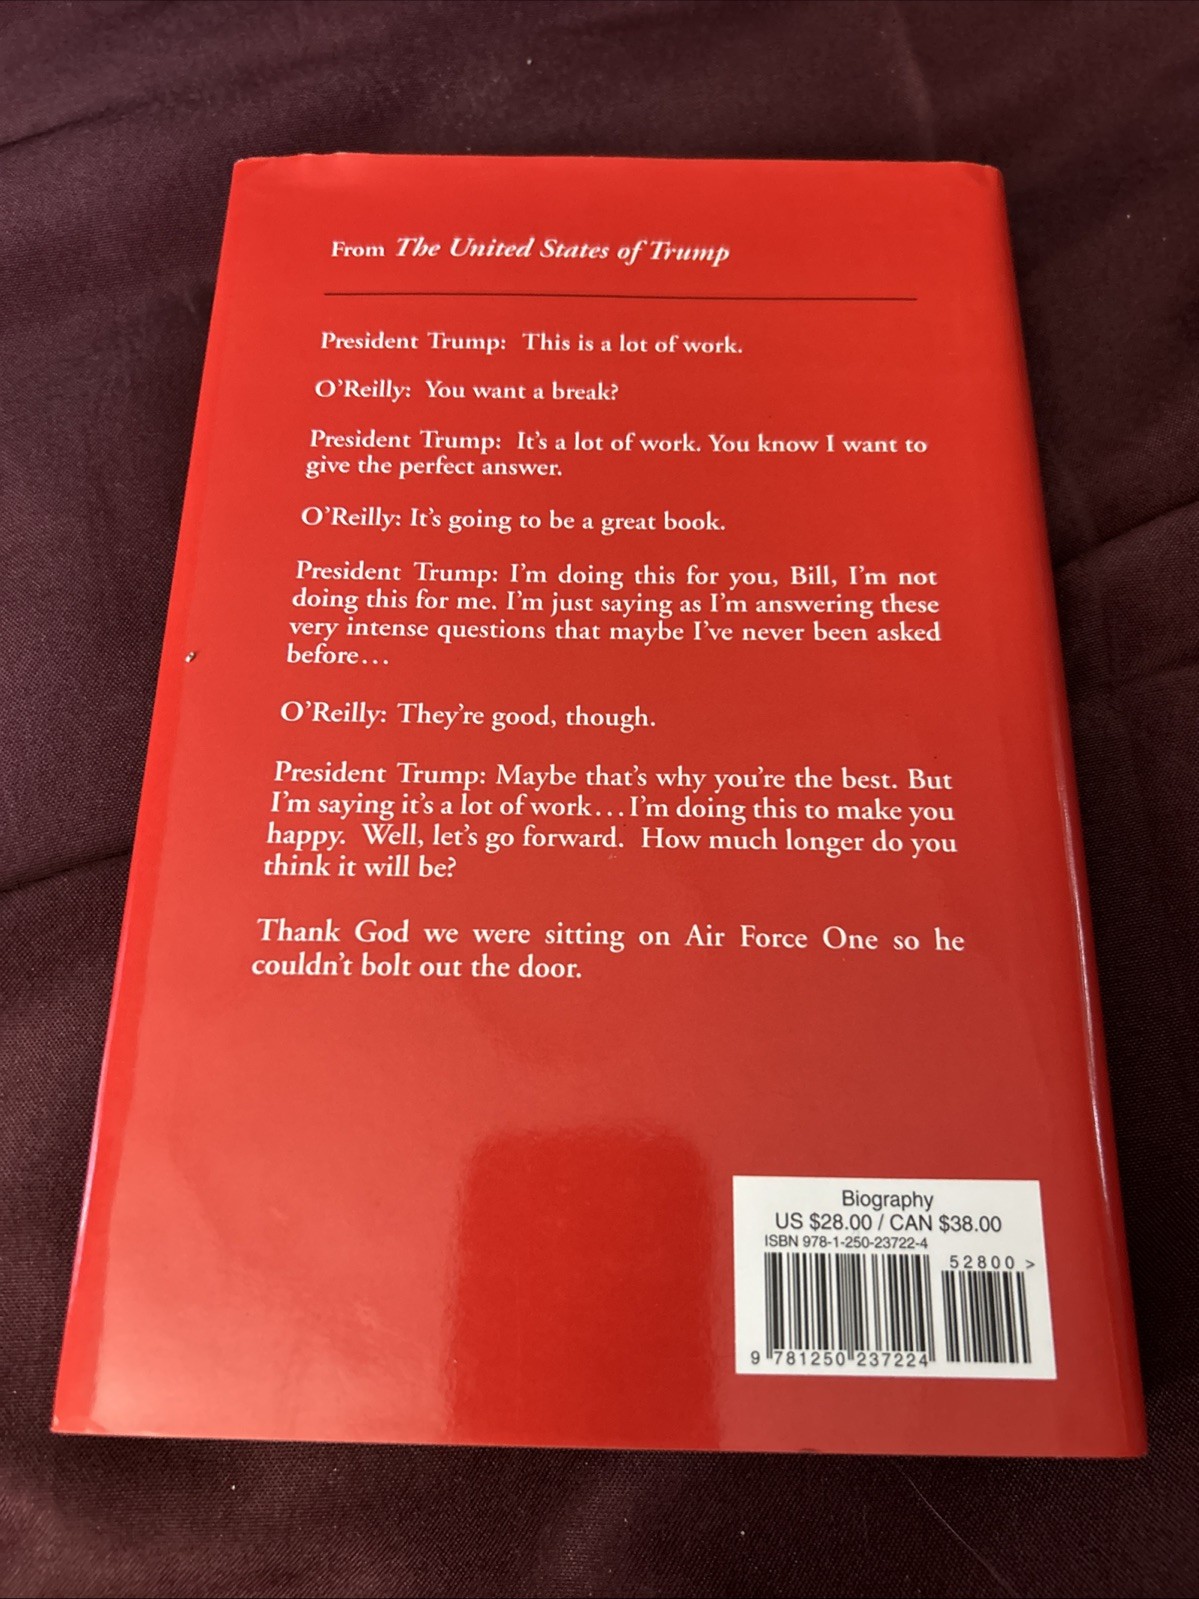 From The United States of Trump
President Trump: This is a lot of work.
O'Reilly: You want a break?
President Trump: It's a lot of work. You know I want to
give the perfect answer.
O'Reilly: It's going to be a great book.
President Trump: I'm doing this for you, Bill, I'm not
doing this for me. I'm just saying as I'm answering these
very intense questions that maybe I've never been asked
before...
O'Reilly: They're good, though.
President Trump: Maybe that's why you're the best. But
I'm saying it's a lot of work...I'm doing this to make you
happy. Well, let's go forward. How much longer do you
think it will be?
Thank God we were sitting on Air Force One so he
couldn't bolt out the door.
Biography
US $28.00 / CAN $38.00
ISBN 978-1-250-23722-4
52800 >
9 781250 237224